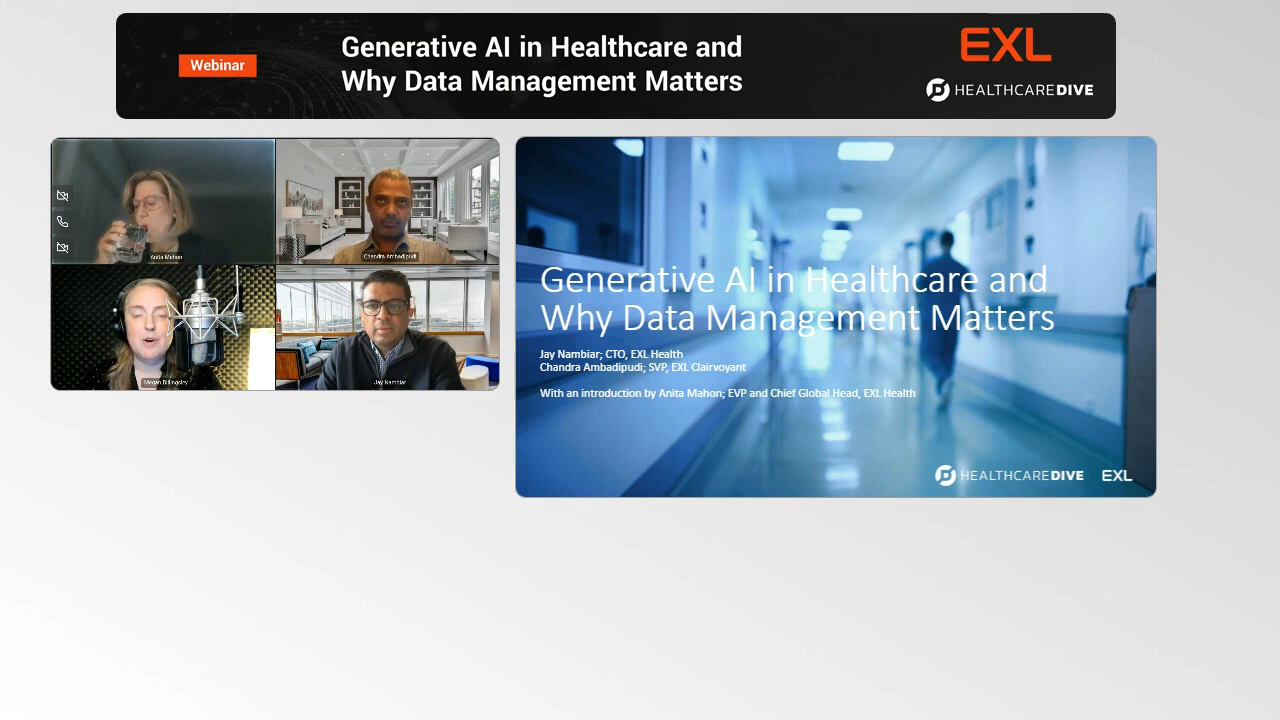 Webinar
Generative AI in Healthcare and
Why Data Management Matters
EXL
HEALTHCAREDIVE
Anita Mahon
Chandra Ambadipudi
Megan Billingsley
Jay Nambiar
Generative AI in Healthcare and
Why Data Management Matters
Jay Nambiar; CTO, EXL Health
Chandra Ambadipudi; SVP, EXL Clairvoyant
With an introduction by Anita Mahon; EVP and Chief Global Head, EXL Health
HEALTHCAREDIVE EXL